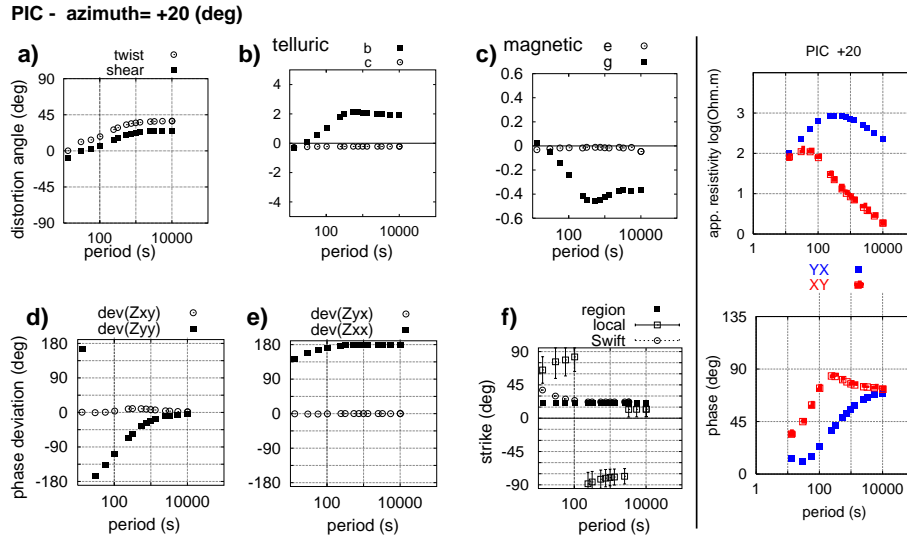 PIC - azimuth= +20 (deg)
a)
twist
shear
90
45
0
-45
-90
distortion angle (deg)
100 10000
period (s)
b)
telluric
b
c
4
2
0
-2
-4
100 10000
period (s)
c)
magnetic
e
g
0.6
0.4
0.2
0
-0.2
-0.4
-0.6
100 10000
period (s)
PIC +20
3
2
1
0
app. resistivity log(Ohm.m)
1 100 10000
YX
XY
d)
dev(Zxy)
dev(Zyy)
180
90
0
-90
-180
phase deviation (deg)
100 10000
period (s)
e)
dev(Zyx)
dev(Zxx)
180
90
0
-90
-180
100 10000
period (s)
f)
region
local
Swift
90
45
0
-45
-90
strike (deg)
100 10000
period (s)
135
90
45
0
phase (deg)
1 100 10000
period (s)